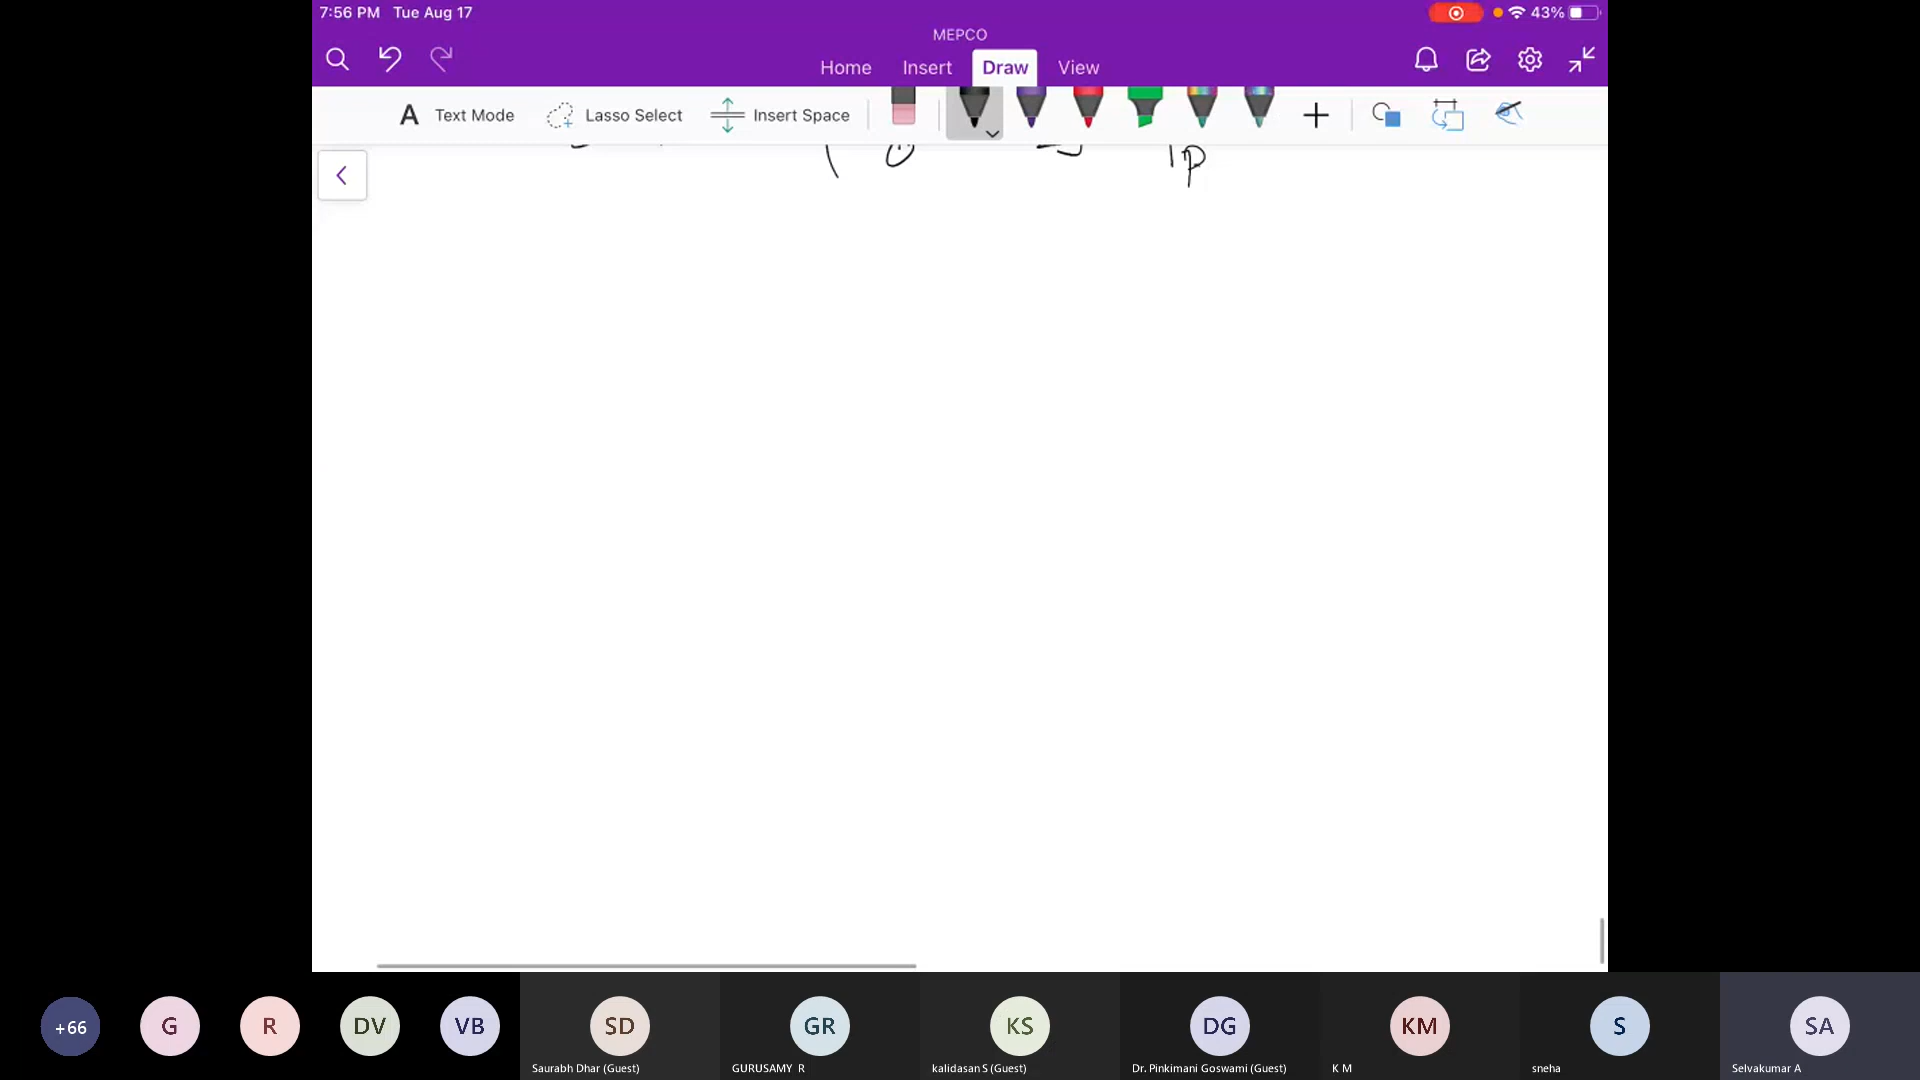 7:56 PM Tue Aug 17
43%
MEPCO
Home Insert Draw View
A Text Mode Lasso Select Insert Space
1p
+66 G R DV VB SD GR KS DG KM S SA
Saurabh Dhar (Guest) GURUSAMY R kalidasan S (Guest) Dr. Pinkimani Goswami (Guest) K M sneha Selvakumar A